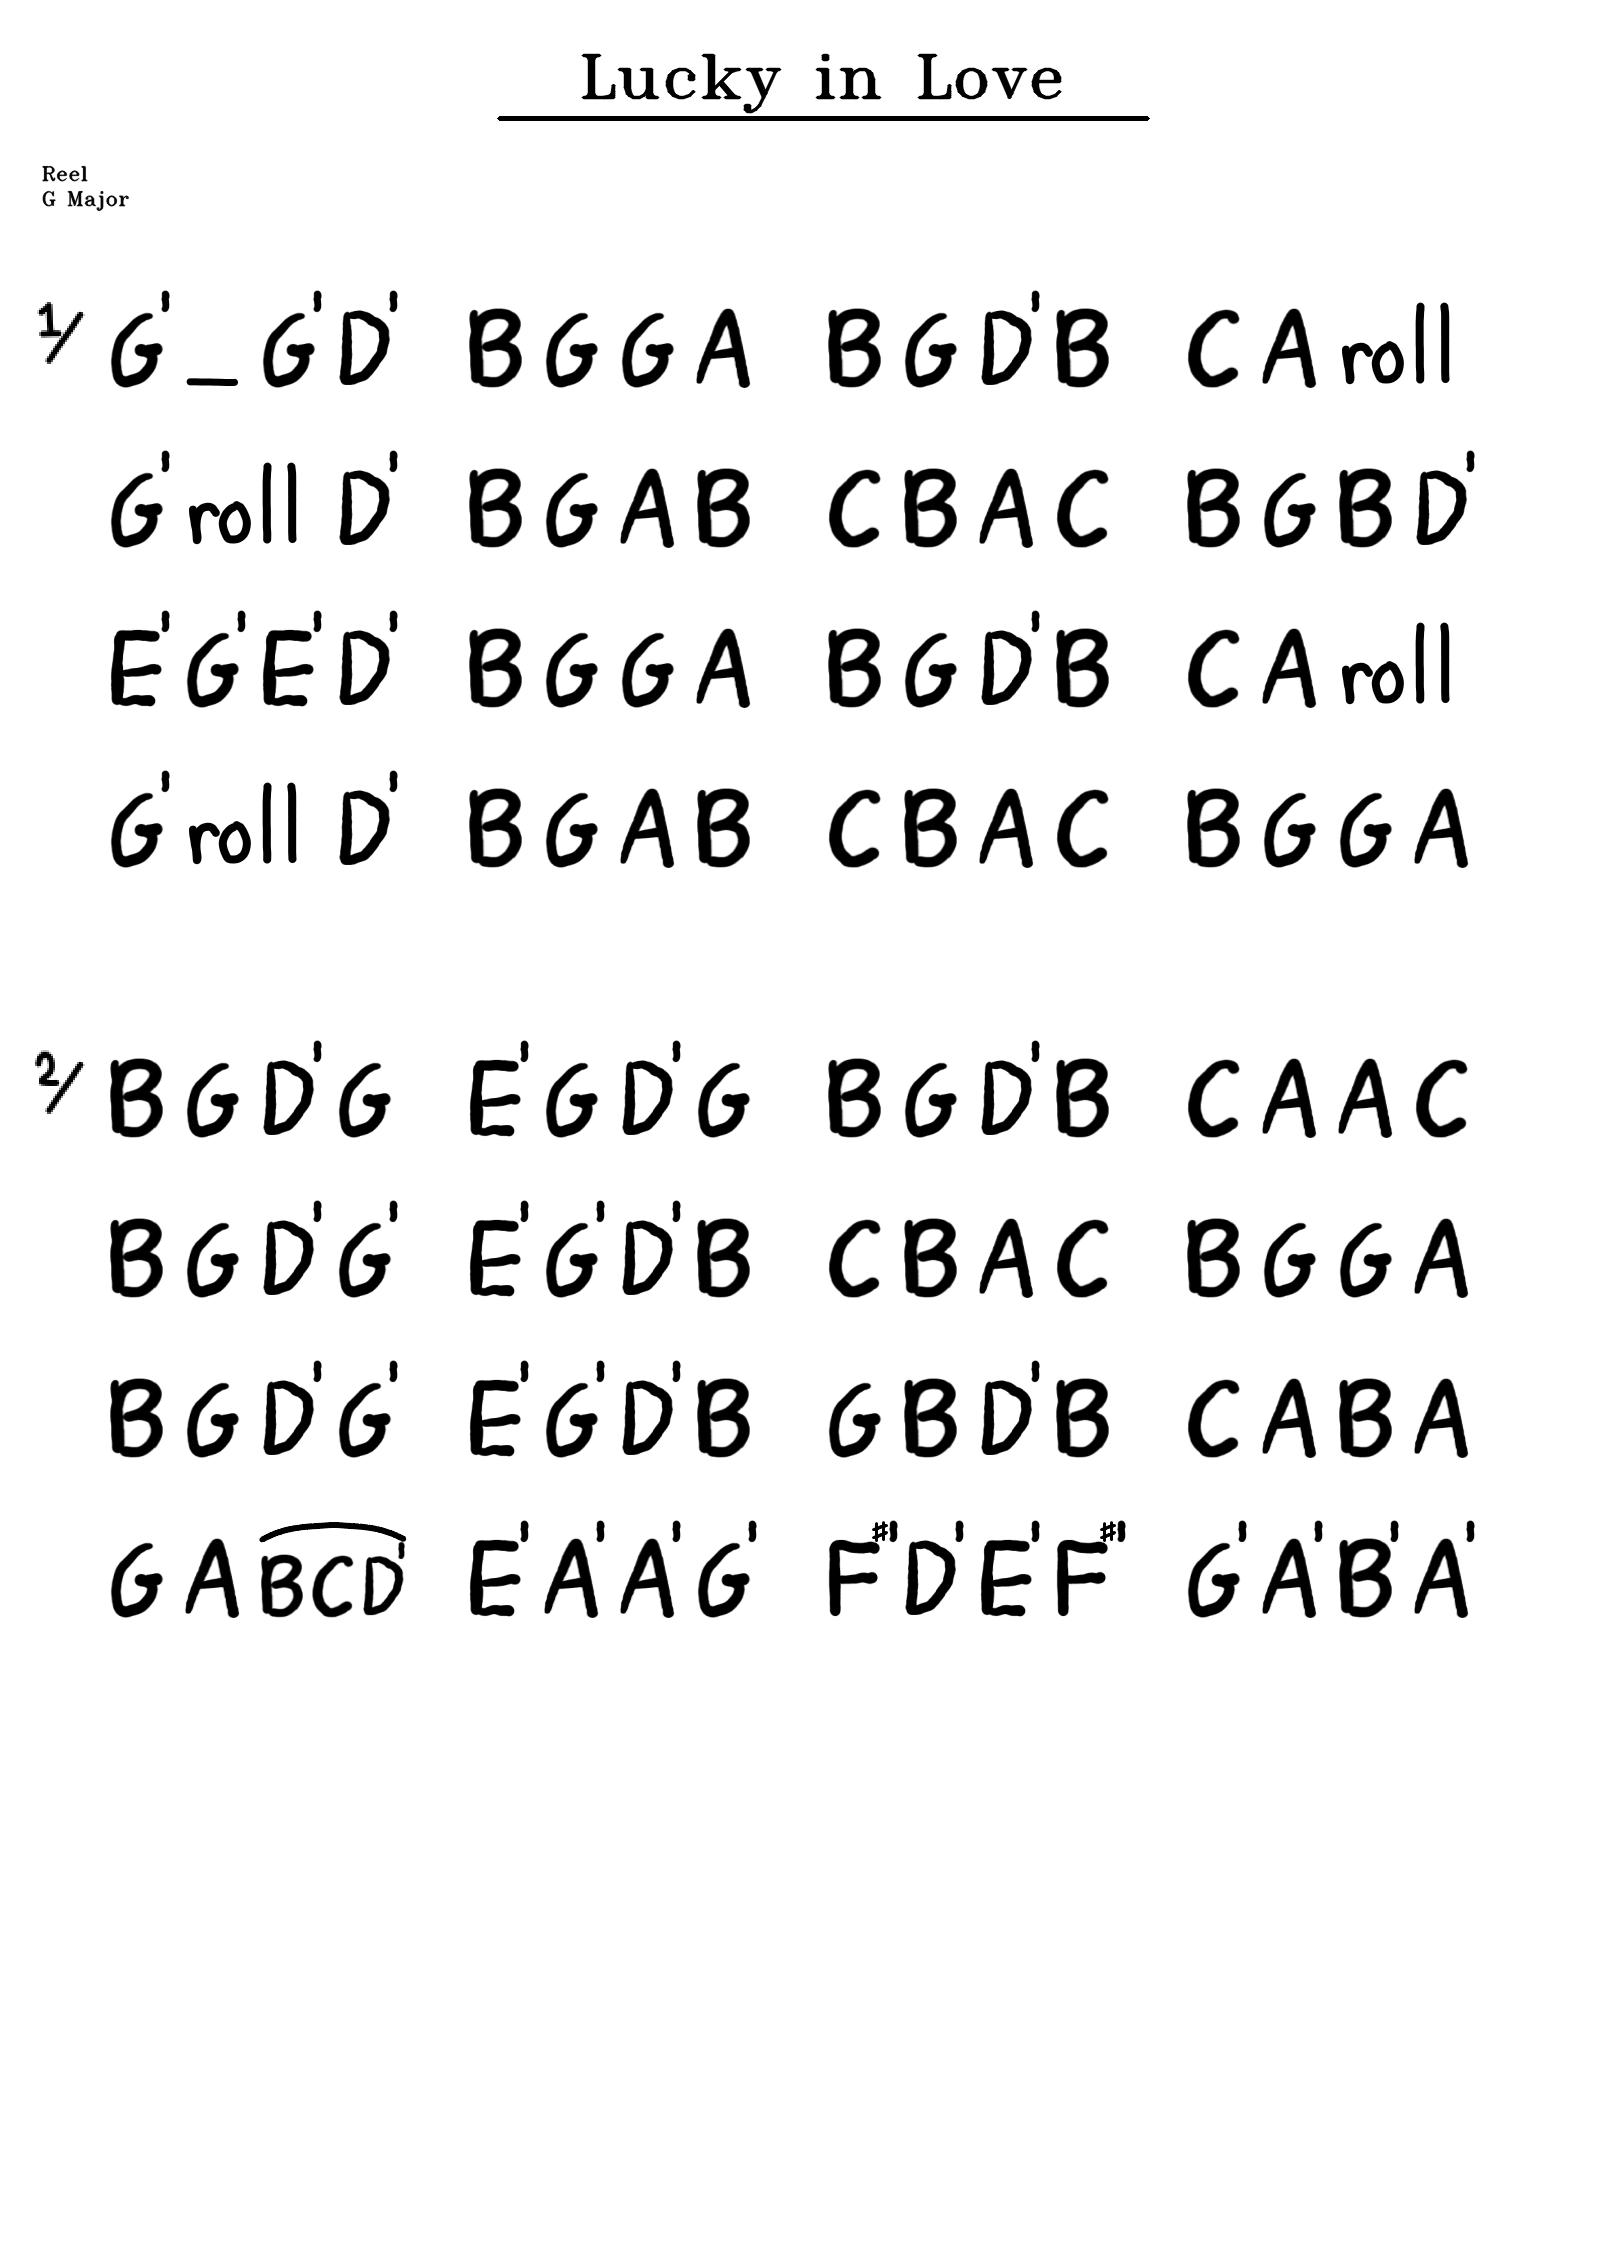 Lucky in Love
Reel
G Major
1/ G' _ G' D' B G G A B G D' B C A roll
G' roll D' B G A B C B A C B G B D'
E' G' E' D' B G G A B G D' B C A roll
G' roll D' B G A B C B A C B G G A
2/ B G D' G E' G D' G B G D' B C A A C
B G D' G' E' G' D' B C B A C B G G A
B G D' G' E' G' D' B G B D' B C A B A
G A B C D' E' A' A' G' F#' D' E' F#' G' A' B' A'